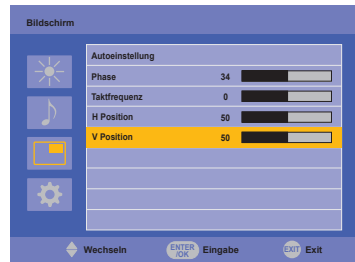 Bildschirm
Autoeinstellung
Phase 34
Taktfrequenz 0
H Position 50
V Position 50
Wechseln ENTER /OK Eingabe EXIT Exit